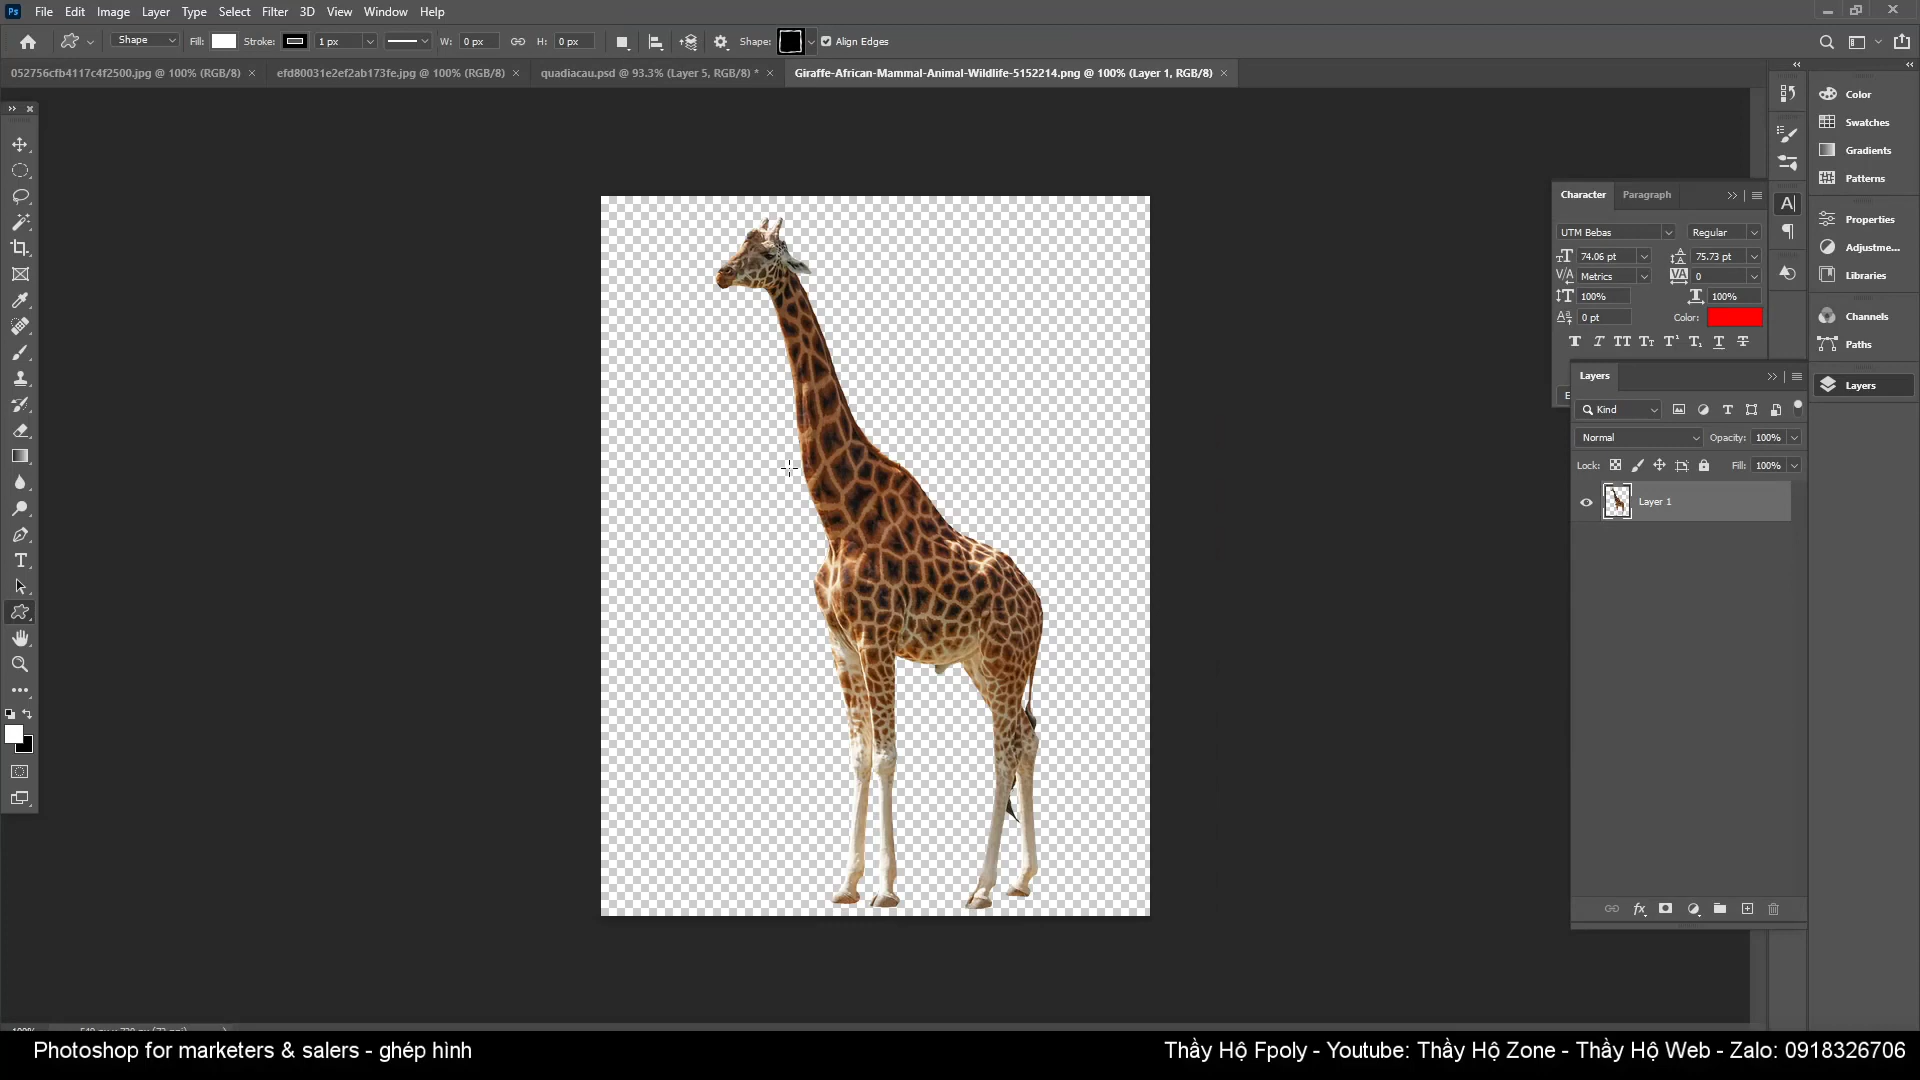 Ps File Edit Image Layer Type Select Filter 3D View Window Help
Shape Fill: Stroke: 1 px W: 0 px H: 0 px Shape: Align Edges
052756cfb4117c4f2500.jpg @ 100% (RGB/8) × efd80031e2ef2ab173fe.jpg @ 100% (RGB/8) × quadiacau.psd @ 93.3% (Layer 5, RGB/8) * × Giraffe-African-Mammal-Animal-Wildlife-5152214.png @ 100% (Layer 1, RGB/8) ×
Color
Swatches
Gradients
Patterns
Properties
Adjustme...
Libraries
Channels
Paths
Layers
Character Paragraph
UTM Bebas Regular
74.06 pt 75.73 pt
Metrics 0
100% 100%
0 pt Color:
Layers
Kind
Normal Opacity: 100%
Lock: Fill: 100%
Layer 1
Photoshop for marketers & salers - ghép hình
Thầy Hộ Fpoly - Youtube: Thầy Hộ Zone - Thầy Hộ Web - Zalo: 0918326706